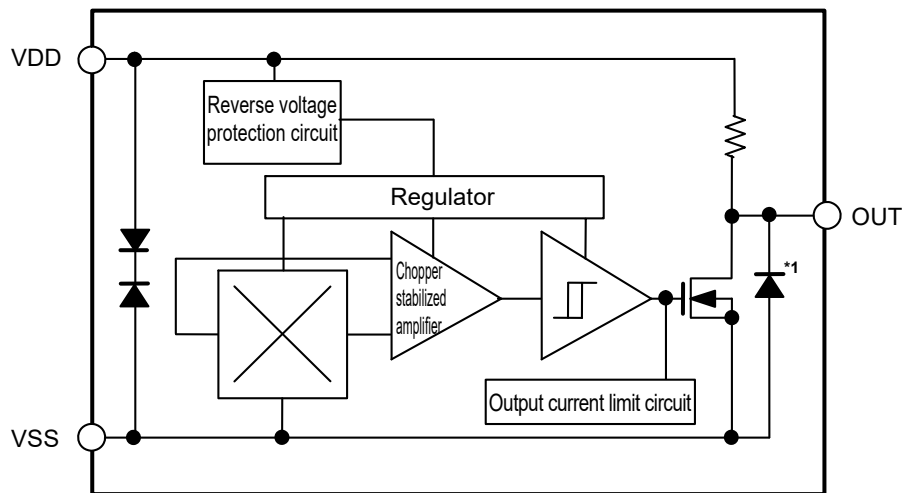 VDD
Reverse voltage
protection circuit
Regulator
OUT
Chopper
stabilized
amplifier
*1
Output current limit circuit
VSS